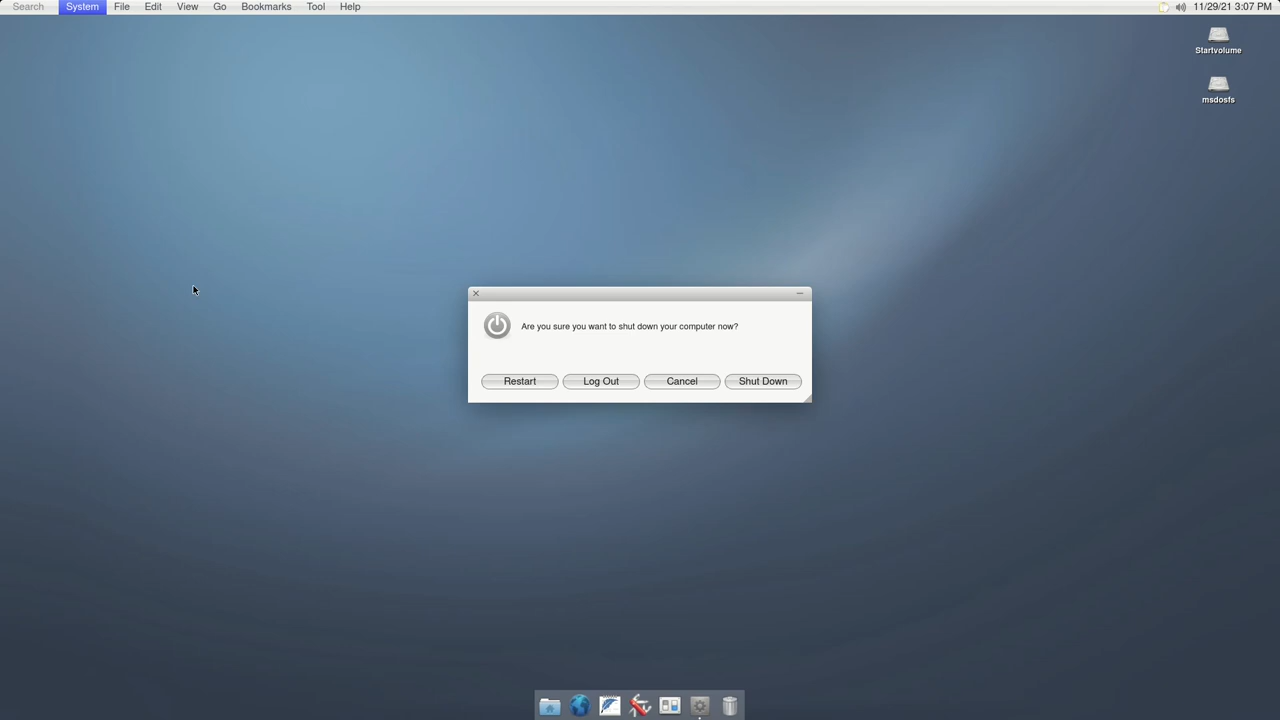 Search System File Edit View Go Bookmarks Tool Help 11/29/21 3:07 PM
Startvolume
msdosfs
Are you sure you want to shut down your computer now?
Restart Log Out Cancel Shut Down